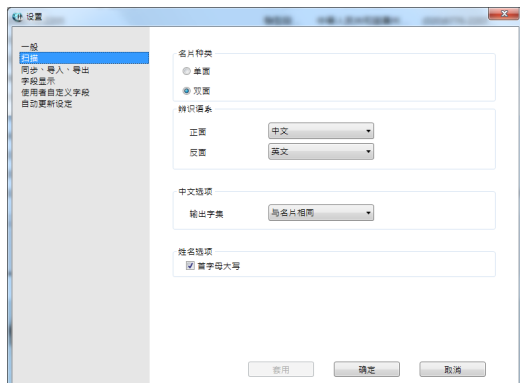 设置
一般
扫描
同步、导入、导出
字段显示
使用者自定义字段
自动更新设定
名片种类
单面
双面
辨识语系
正面
中文
反面
英文
中文选项
输出字集
与名片相同
姓名选项
首字母大写
套用
确定
取消